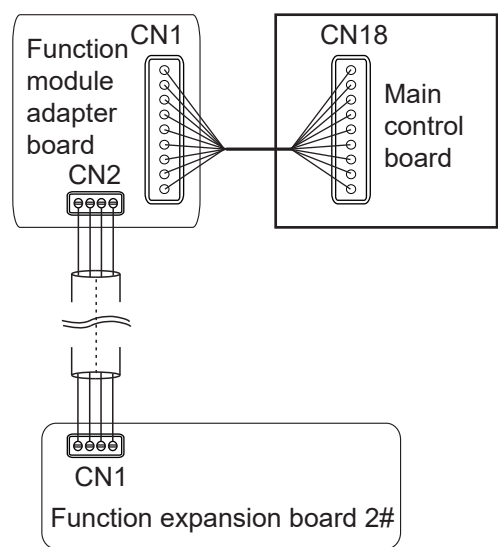 Function
module
adapter
board
CN1
CN2
CN18
Main
control
board
CN1
Function expansion board 2#